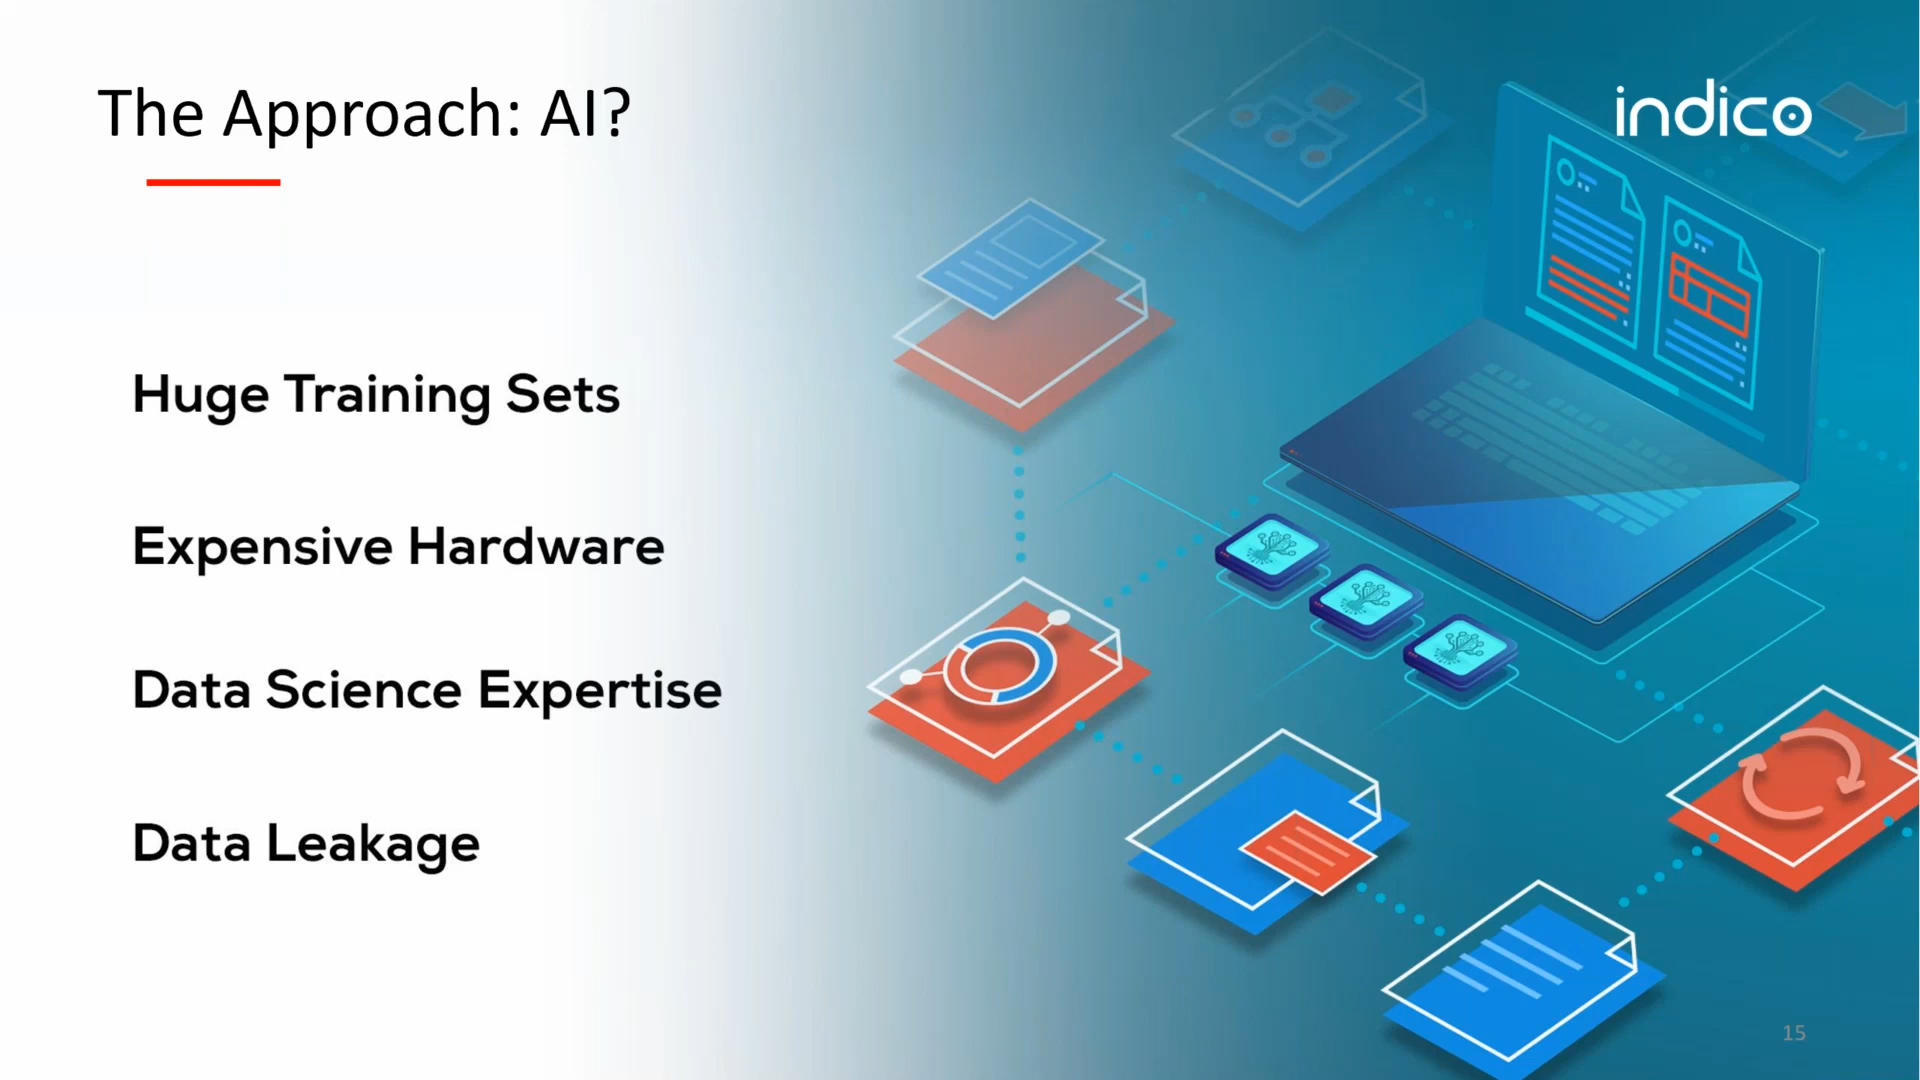 The Approach: AI?
indico
Huge Training Sets
Expensive Hardware
Data Science Expertise
Data Leakage
15